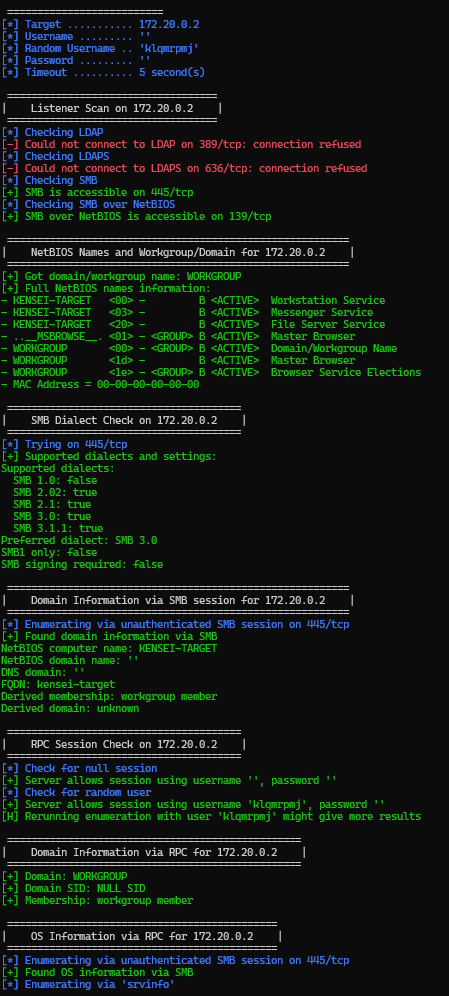 ==========================
[*] Target ........... 172.20.0.2
[*] Username ......... ''
[*] Random Username .. 'klqmrpmj'
[*] Password ......... ''
[*] Timeout .......... 5 second(s)
 ===================================
|    Listener Scan on 172.20.0.2    |
 ===================================
[*] Checking LDAP
[-] Could not connect to LDAP on 389/tcp: connection refused
[*] Checking LDAPS
[-] Could not connect to LDAPS on 636/tcp: connection refused
[*] Checking SMB
[+] SMB is accessible on 445/tcp
[*] Checking SMB over NetBIOS
[+] SMB over NetBIOS is accessible on 139/tcp
 =========================================================
|    NetBIOS Names and Workgroup/Domain for 172.20.0.2    |
 =========================================================
[+] Got domain/workgroup name: WORKGROUP
[+] Full NetBIOS names information:
- KENSEI-TARGET   <00> -         B <ACTIVE>  Workstation Service
- KENSEI-TARGET   <03> -         B <ACTIVE>  Messenger Service
- KENSEI-TARGET   <20> -         B <ACTIVE>  File Server Service
- ..__MSBROWSE__. <01> - <GROUP> B <ACTIVE>  Master Browser
- WORKGROUP       <00> - <GROUP> B <ACTIVE>  Domain/Workgroup Name
- WORKGROUP       <1d> -         B <ACTIVE>  Master Browser
- WORKGROUP       <1e> - <GROUP> B <ACTIVE>  Browser Service Elections
- MAC Address = 00-00-00-00-00-00
 =======================================
|    SMB Dialect Check on 172.20.0.2    |
 =======================================
[*] Trying on 445/tcp
[+] Supported dialects and settings:
Supported dialects:
  SMB 1.0: false
  SMB 2.02: true
  SMB 2.1: true
  SMB 3.0: true
  SMB 3.1.1: true
Preferred dialect: SMB 3.0
SMB1 only: false
SMB signing required: false
 =========================================================
|    Domain Information via SMB session for 172.20.0.2    |
 =========================================================
[*] Enumerating via unauthenticated SMB session on 445/tcp
[+] Found domain information via SMB
NetBIOS computer name: KENSEI-TARGET
NetBIOS domain name: ''
DNS domain: ''
FQDN: kensei-target
Derived membership: workgroup member
Derived domain: unknown
 =======================================
|    RPC Session Check on 172.20.0.2    |
 =======================================
[*] Check for null session
[+] Server allows session using username '', password ''
[*] Check for random user
[+] Server allows session using username 'klqmrpmj', password ''
[H] Rerunning enumeration with user 'klqmrpmj' might give more results
 =================================================
|    Domain Information via RPC for 172.20.0.2    |
 =================================================
[+] Domain: WORKGROUP
[+] Domain SID: NULL SID
[+] Membership: workgroup member
 =============================================
|    OS Information via RPC for 172.20.0.2    |
 =============================================
[*] Enumerating via unauthenticated SMB session on 445/tcp
[+] Found OS information via SMB
[*] Enumerating via 'srvinfo'